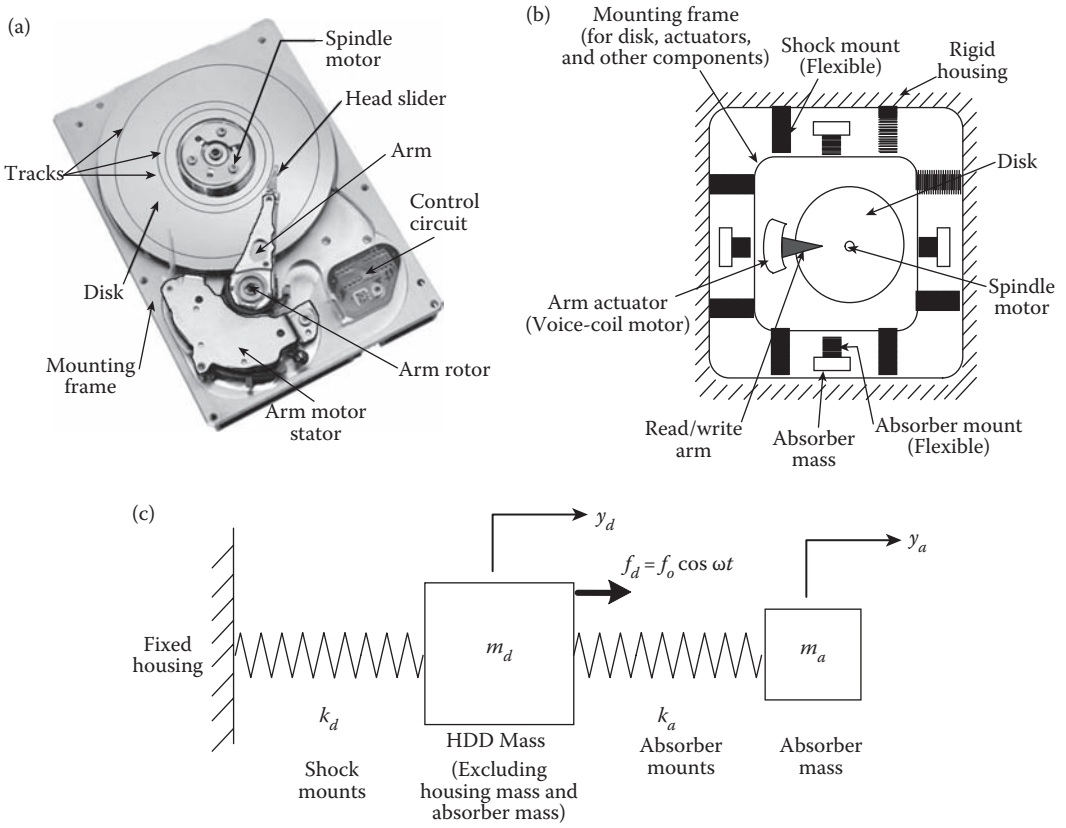 (a)
Spindle
motor
Head slider
Arm
Tracks
Control
circuit
Disk
Mounting
frame
Arm rotor
Arm motor
stator
(b)
Mounting frame
(for disk, actuators,
and other components)
Shock mount
(Flexible)
Rigid
housing
Disk
Arm actuator
(Voice-coil motor)
Spindle
motor
Read/write
arm
Absorber
mass
Absorber mount
(Flexible)
(c)
y_d
y_a
f_d = f_o cos ωt
Fixed
housing
m_d
m_a
k_d
k_a
HDD Mass
(Excluding
housing mass and
absorber mass)
Shock
mounts
Absorber
mounts
Absorber
mass